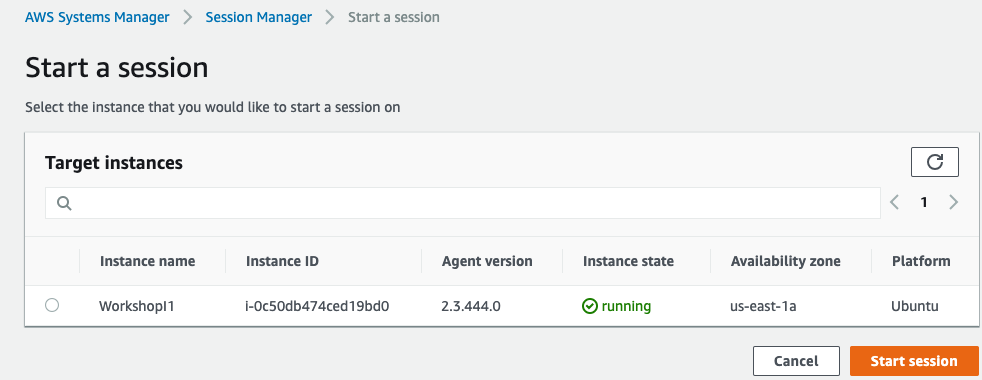 AWS Systems Manager > Session Manager > Start a session
Start a session
Select the instance that you would like to start a session on
Target instances
1
Instance name Instance ID Agent version Instance state Availability zone Platform
WorkshopI1 i-0c50db474ced19bd0 2.3.444.0 running us-east-1a Ubuntu
Cancel Start session